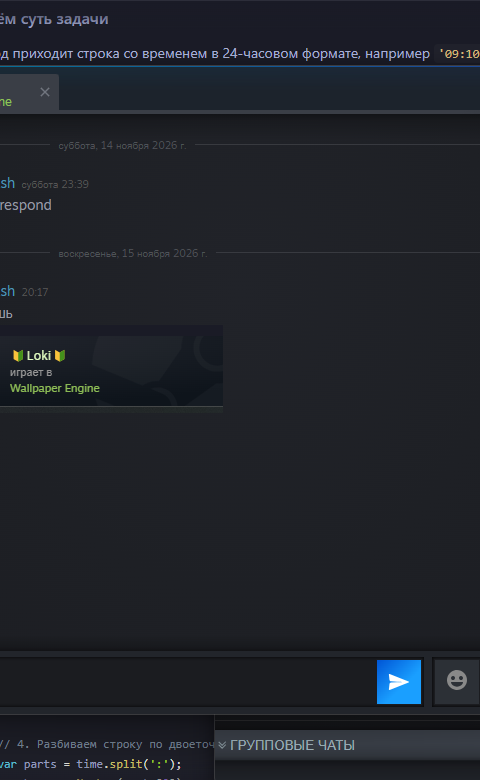 ём суть задачи
д приходит строка со временем в 24-часовом формате, например '09:10
ne
суббота, 14 ноября 2026 г.
sh суббота 23:39
respond
воскресенье, 15 ноября 2026 г.
sh 20:17
шь
Loki
играет в
Wallpaper Engine
// 4. Разбиваем строку по двоеточ
ГРУППОВЫЕ ЧАТЫ
var parts = time.split(':');